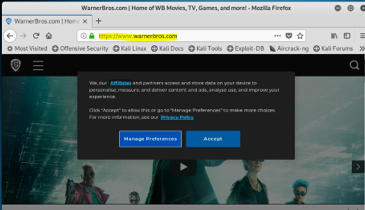 WarnerBros.com | Home of WB Movies, TV, Games, and more! - Mozilla Firefox
WarnerBros.com | Home
https://www.warnerbros.com
Most Visited Offensive Security Kali Linux Kali Docs Kali Tools Exploit-DB Aircrack-ng Kali Forums
We, our Affiliates and partners access and store data on your device to
personalise, measure, and deliver content and ads, analyse use, and improve your
experience.
Click "Accept" to allow this or go to "Manage Preferences" to make more choices.
For more information, see our Privacy Policy
Manage Preferences Accept